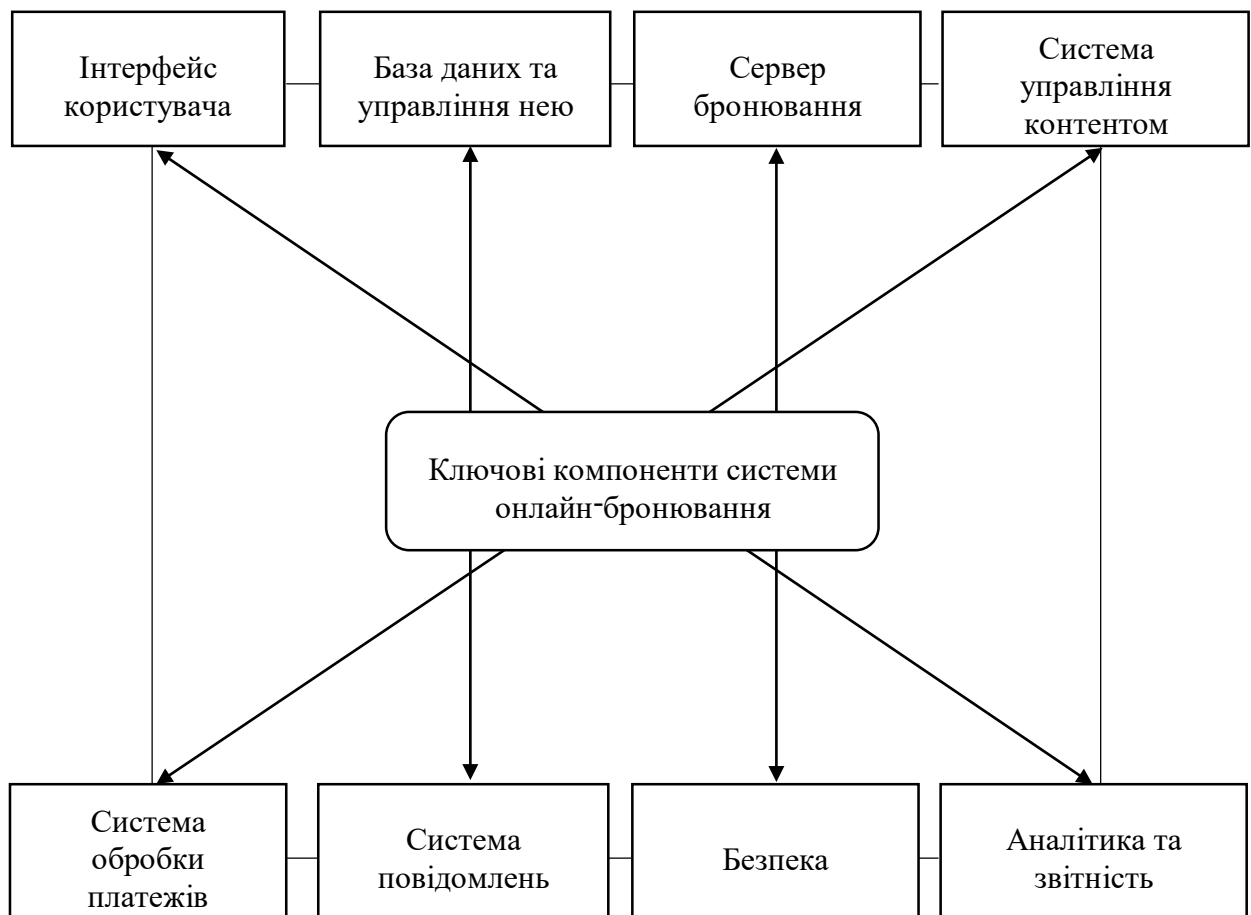 Інтерфейс
користувача
База даних та
управління нею
Сервер
бронювання
Система
управління
контентом
Ключові компоненти системи
онлайн-бронювання
Система
обробки
платежів
Система
повідомлень
Безпека
Аналітика та
звітність